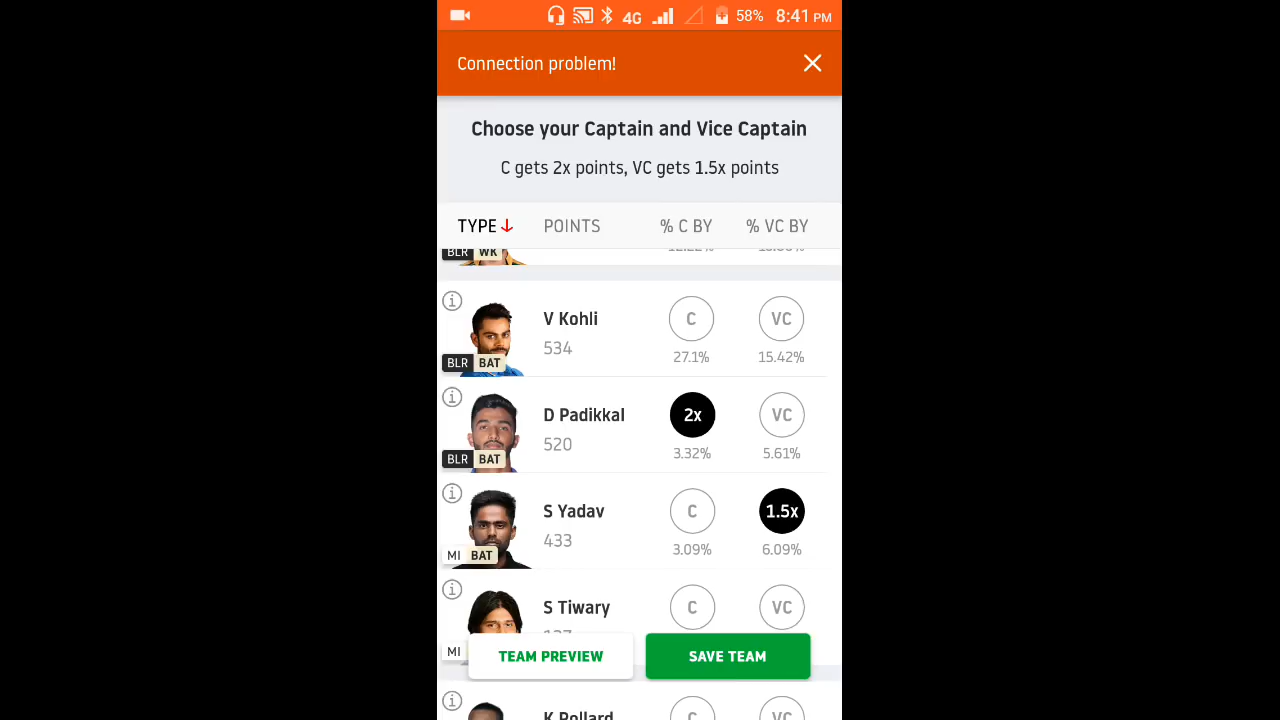 4G 58% 8:41 PM
Connection problem!
Choose your Captain and Vice Captain
C gets 2x points, VC gets 1.5x points
TYPE POINTS % C BY % VC BY
BLR WK
V Kohli C VC
534
27.1% 15.42%
BLR BAT
D Padikkal 2x VC
520
3.32% 5.61%
BLR BAT
S Yadav C 1.5x
433
3.09% 6.09%
MI BAT
S Tiwary C VC
MI
TEAM PREVIEW SAVE TEAM
K Pollard C VC